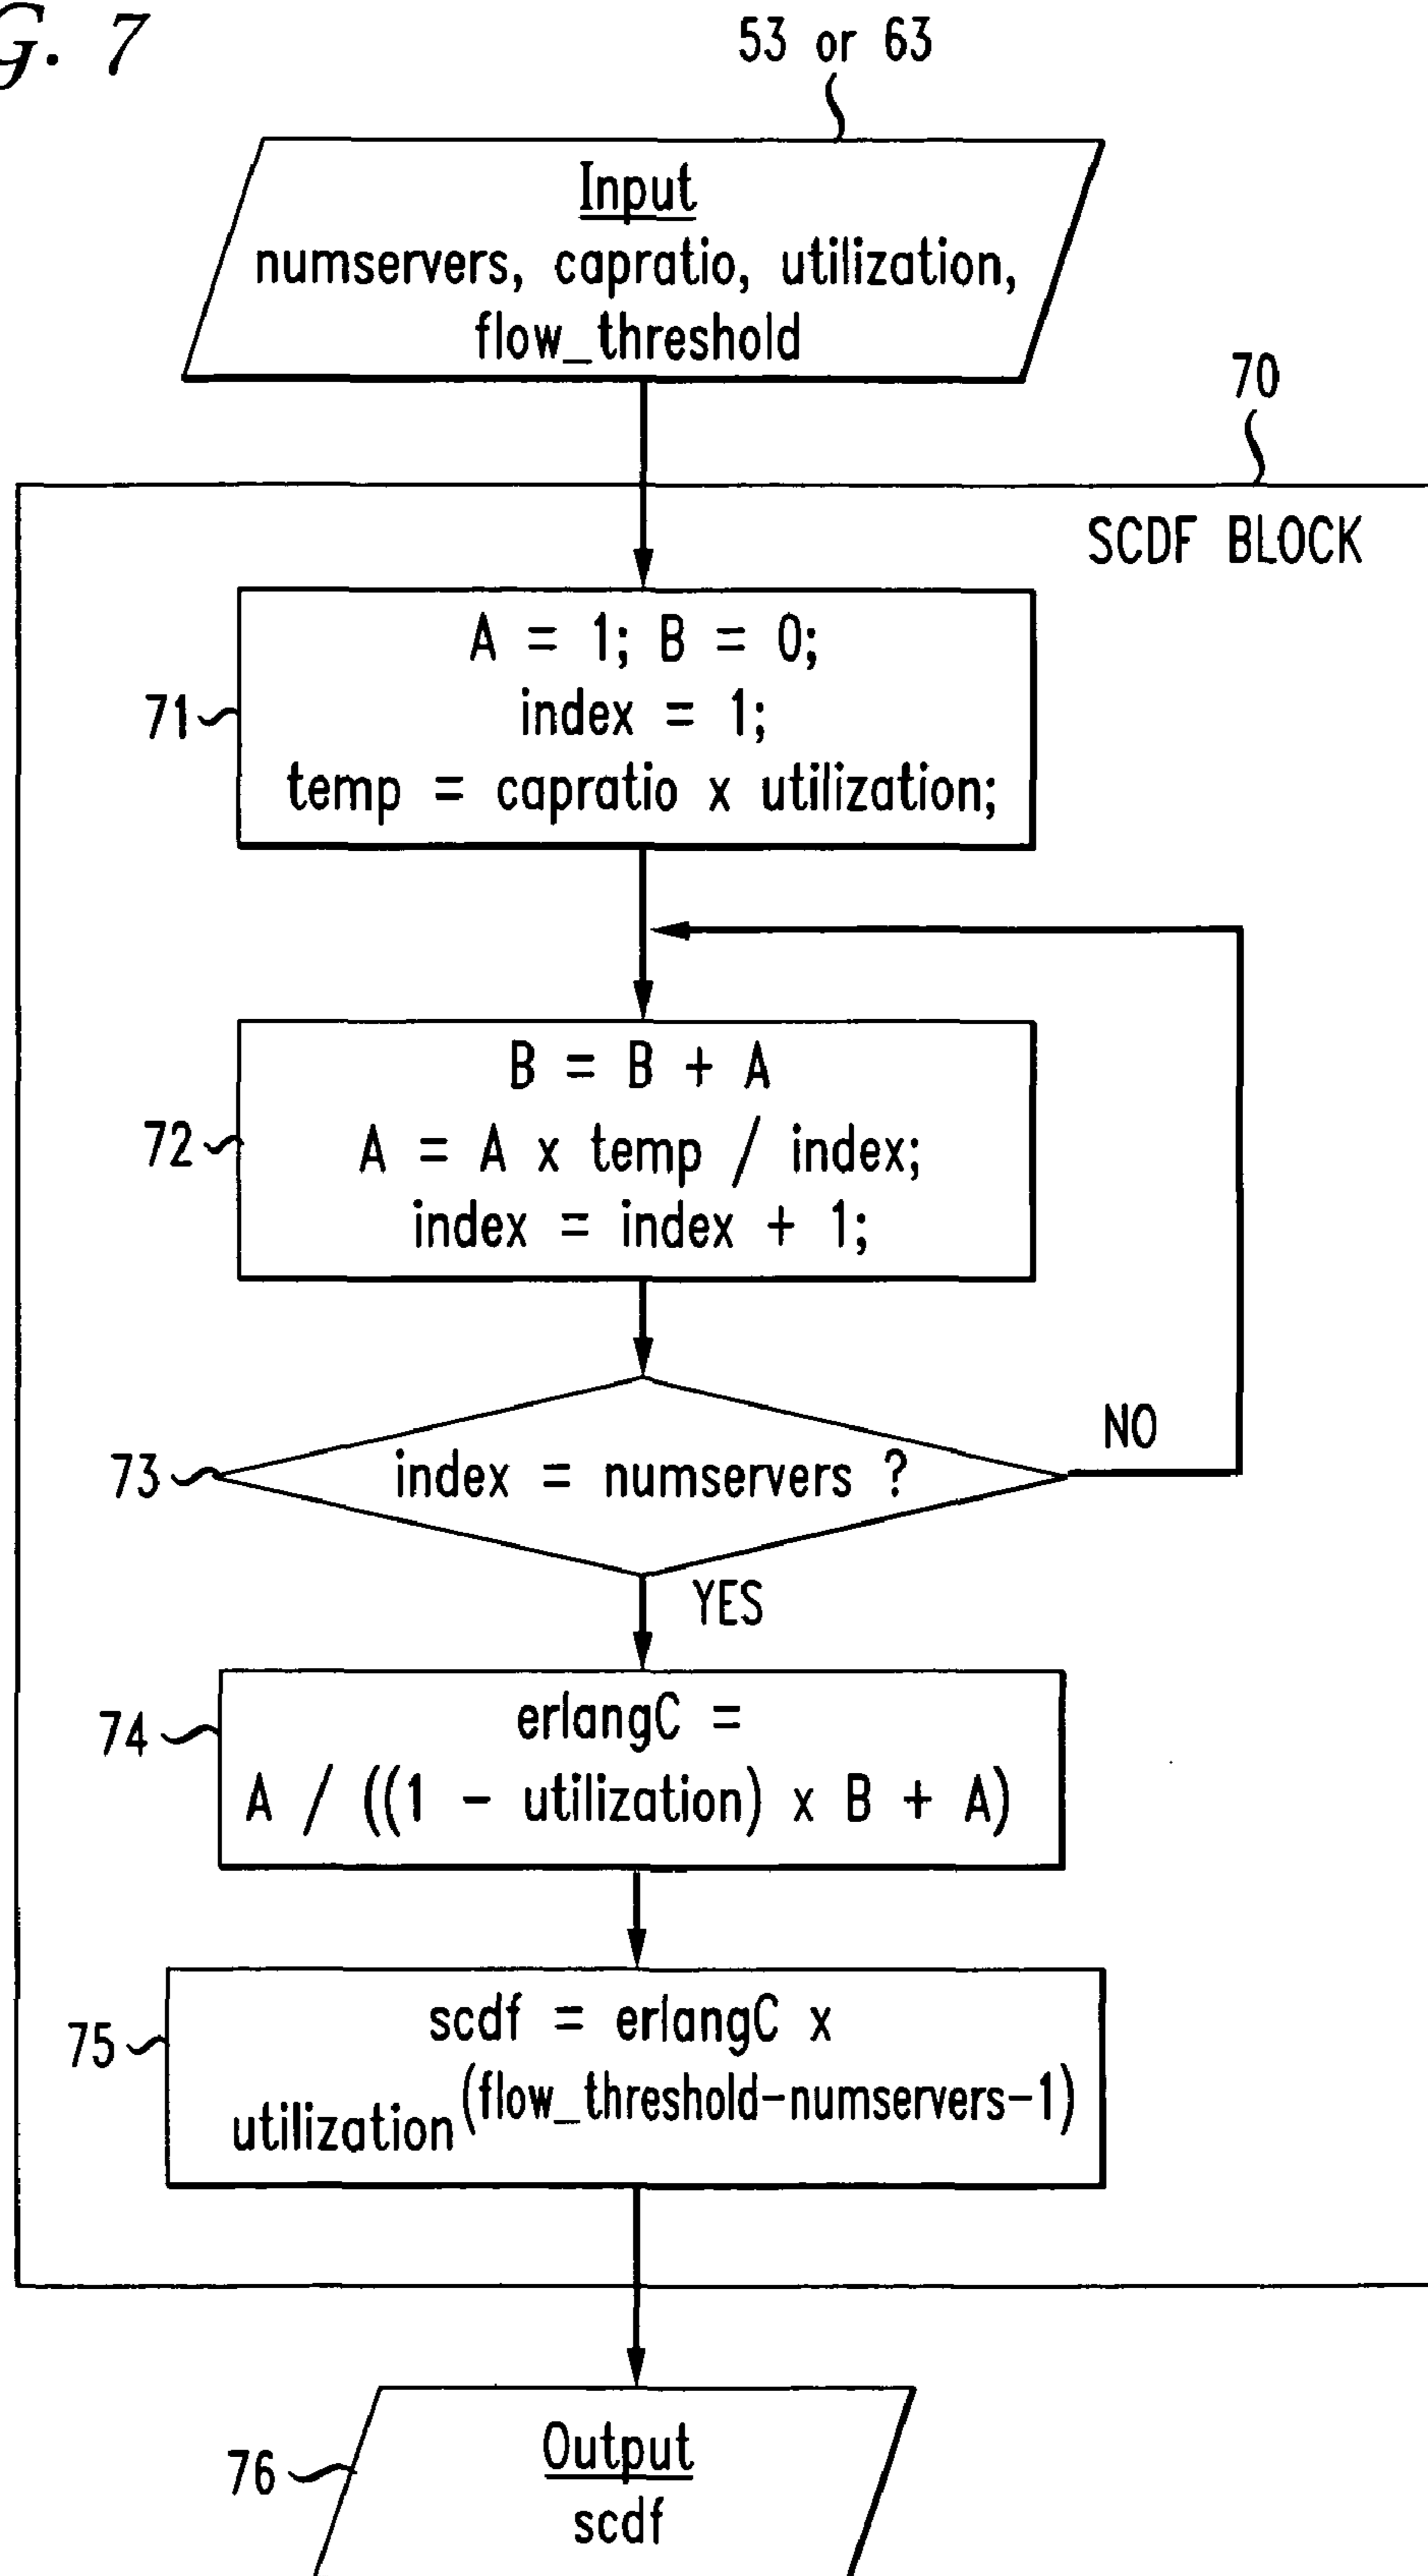 G. 7
53 or 63
Input
numservers, capratio, utilization,
flow_threshold
70
SCDF BLOCK
A = 1; B = 0;
index = 1;
temp = capratio x utilization;
71
B = B + A
A = A x temp / index;
index = index + 1;
72
73
index = numservers ?
NO
YES
74
erlangC =
A / ((1 - utilization) x B + A)
75
scdf = erlangC x
utilization(flow_threshold-numservers-1)
76
Output
scdf